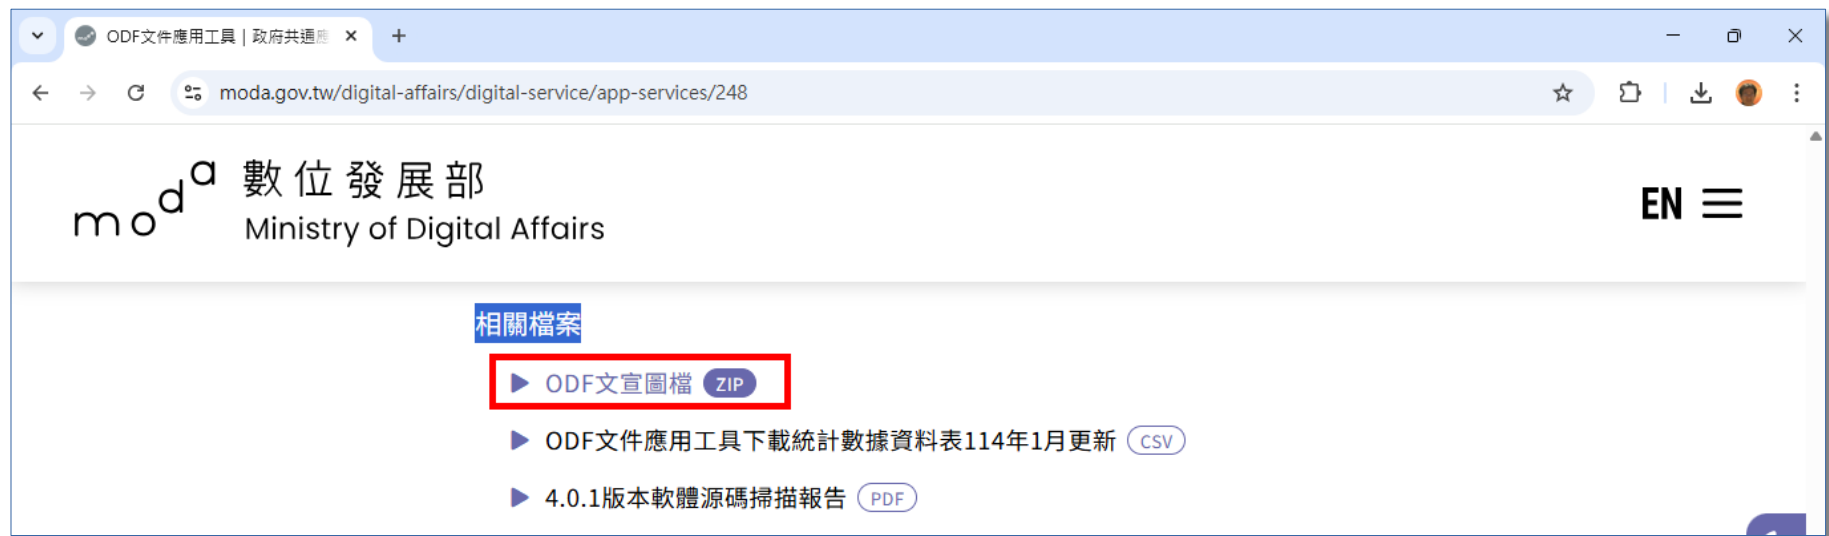 ODF文件應用工具 | 政府共通應
moda.gov.tw/digital-affairs/digital-service/app-services/248
moda 數位發展部
Ministry of Digital Affairs
EN
相關檔案
ODF文宣圖檔 ZIP
ODF文件應用工具下載統計數據資料表114年1月更新 CSV
4.0.1版本軟體源碼掃描報告 PDF